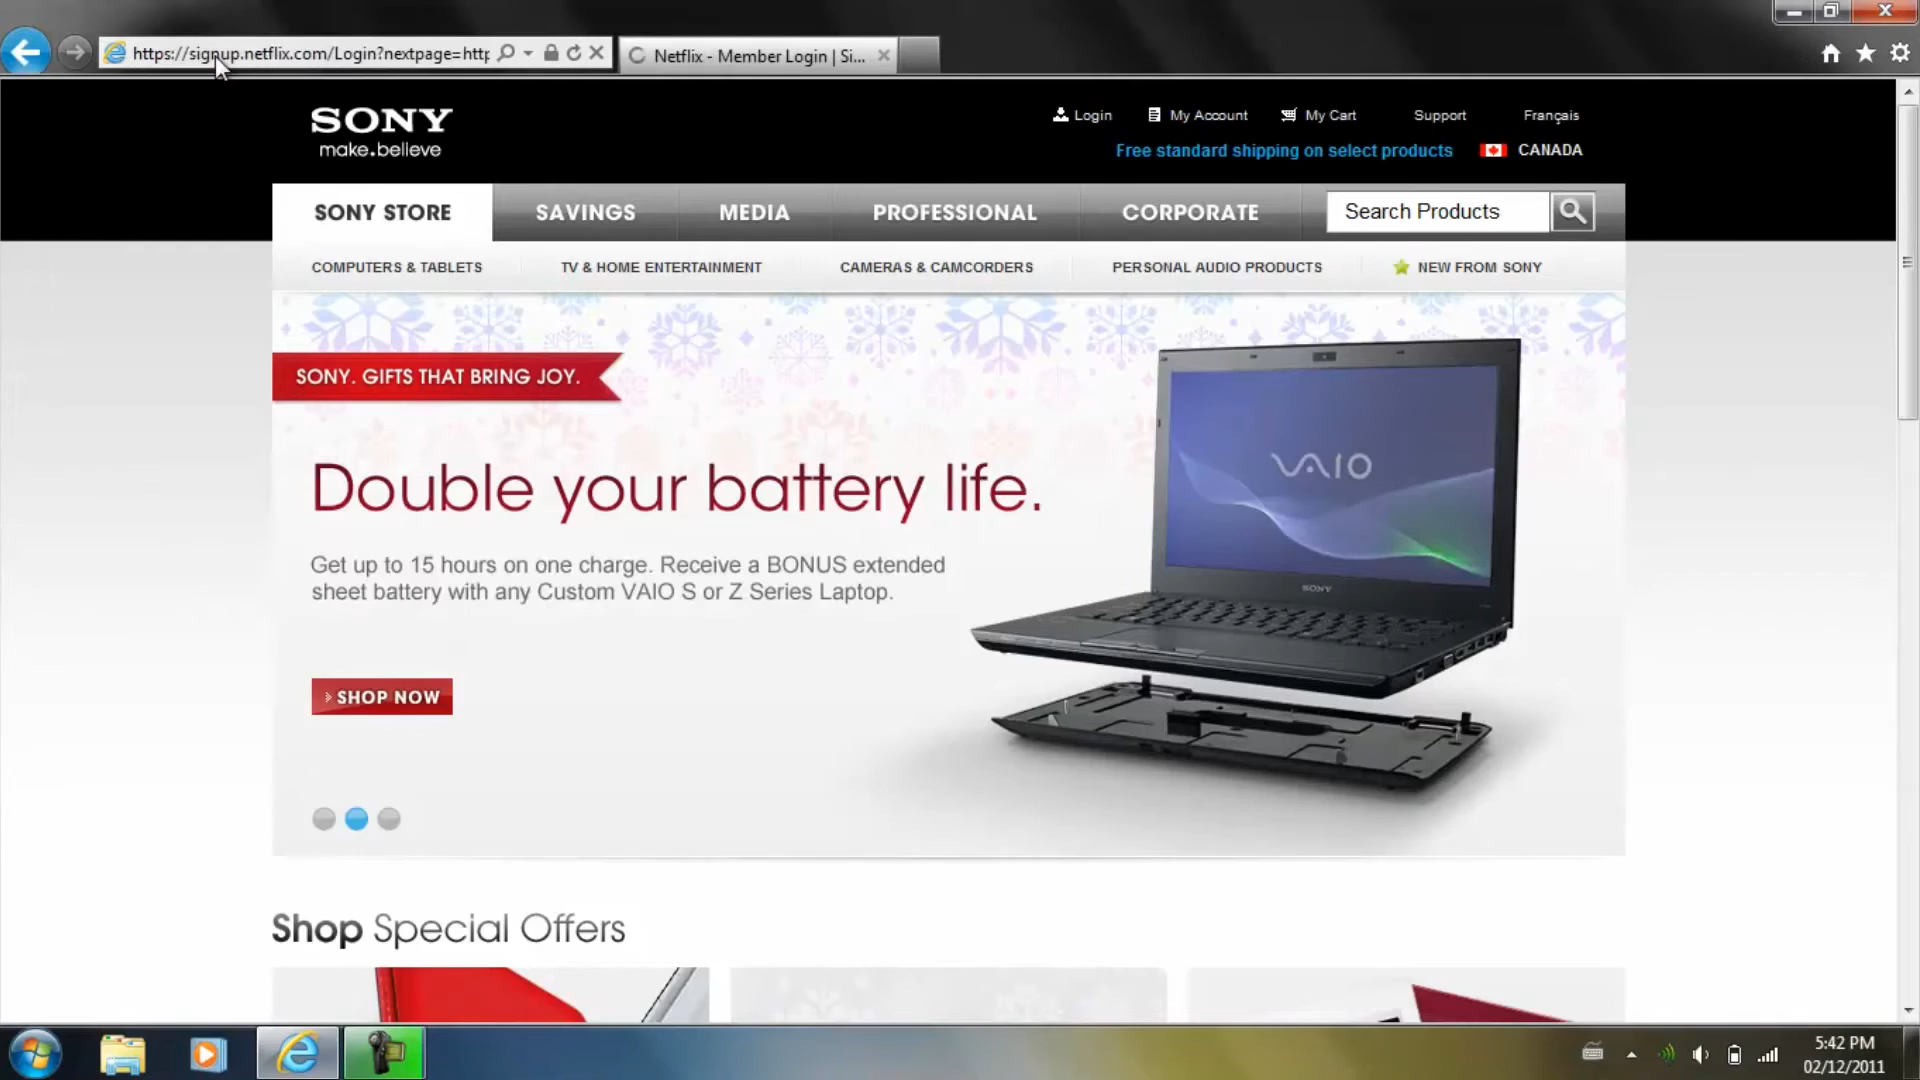 https://signup.netflix.com/Login?nextpage=http
Netflix - Member Login | Si...
SONY
make.believe
Login
My Account
My Cart
Support
Français
Free standard shipping on select products
CANADA
SONY STORE
SAVINGS
MEDIA
PROFESSIONAL
CORPORATE
Search Products
COMPUTERS & TABLETS
TV & HOME ENTERTAINMENT
CAMERAS & CAMCORDERS
PERSONAL AUDIO PRODUCTS
NEW FROM SONY
SONY. GIFTS THAT BRING JOY.
Double your battery life.
Get up to 15 hours on one charge. Receive a BONUS extended
sheet battery with any Custom VAIO S or Z Series Laptop.
VAIO
SONY
» SHOP NOW
Shop Special Offers
5:42 PM
02/12/2011